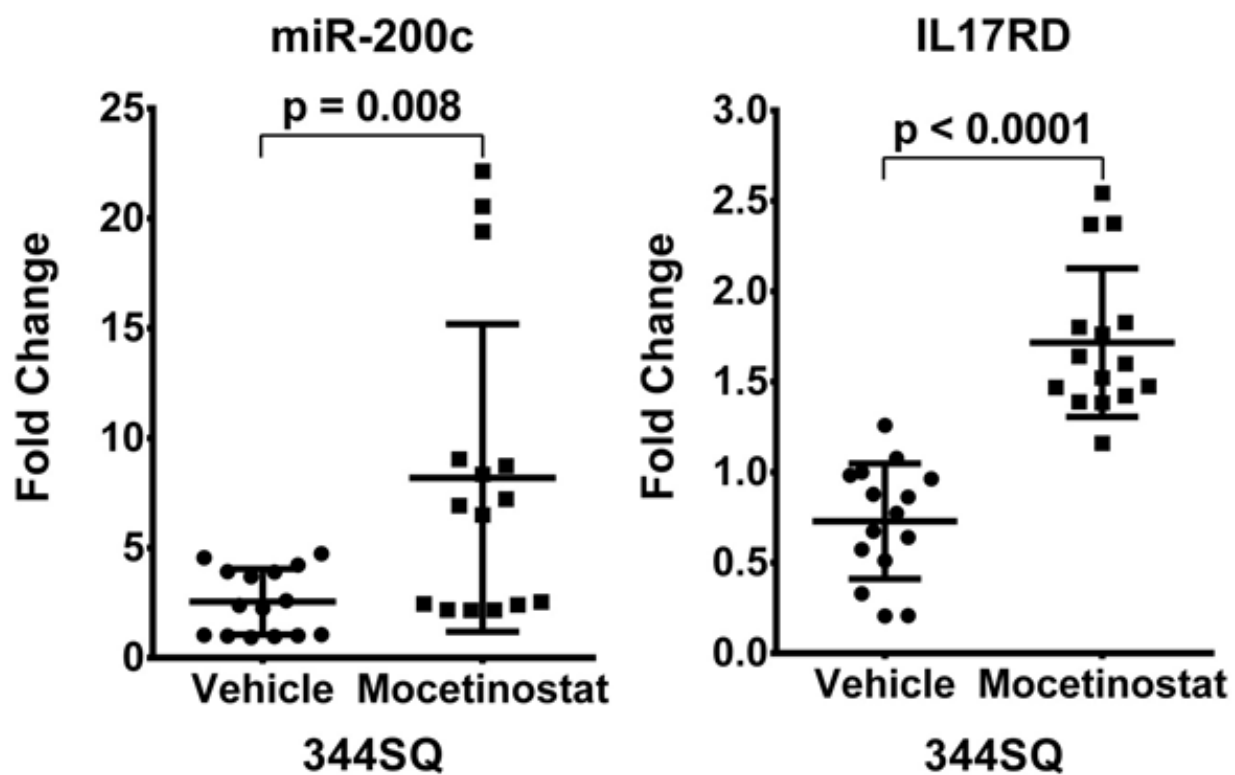 miR-200c
p = 0.008
Fold Change
25
20
15
10
5
0
Vehicle Mocetinostat
344SQ
IL17RD
p < 0.0001
Fold Change
3.0
2.5
2.0
1.5
1.0
0.5
0.0
Vehicle Mocetinostat
344SQ